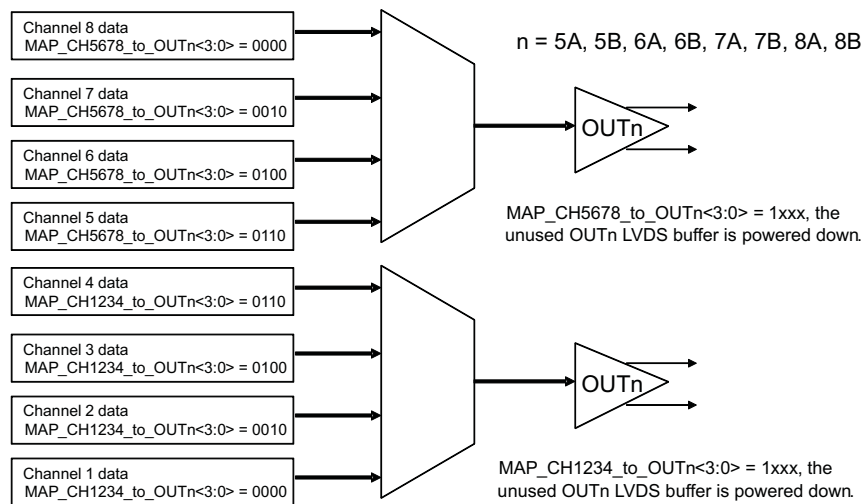 Channel 8 data
MAP_CH5678_to_OUTn<3:0> = 0000
n = 5A, 5B, 6A, 6B, 7A, 7B, 8A, 8B
Channel 7 data
MAP_CH5678_to_OUTn<3:0> = 0010
OUTn
Channel 6 data
MAP_CH5678_to_OUTn<3:0> = 0100
Channel 5 data
MAP_CH5678_to_OUTn<3:0> = 0110
MAP_CH5678_to_OUTn<3:0> = 1xxx, the
unused OUTn LVDS buffer is powered down.
Channel 4 data
MAP_CH1234_to_OUTn<3:0> = 0110
Channel 3 data
MAP_CH1234_to_OUTn<3:0> = 0100
OUTn
Channel 2 data
MAP_CH1234_to_OUTn<3:0> = 0010
Channel 1 data
MAP_CH1234_to_OUTn<3:0> = 0000
MAP_CH1234_to_OUTn<3:0> = 1xxx, the
unused OUTn LVDS buffer is powered down.